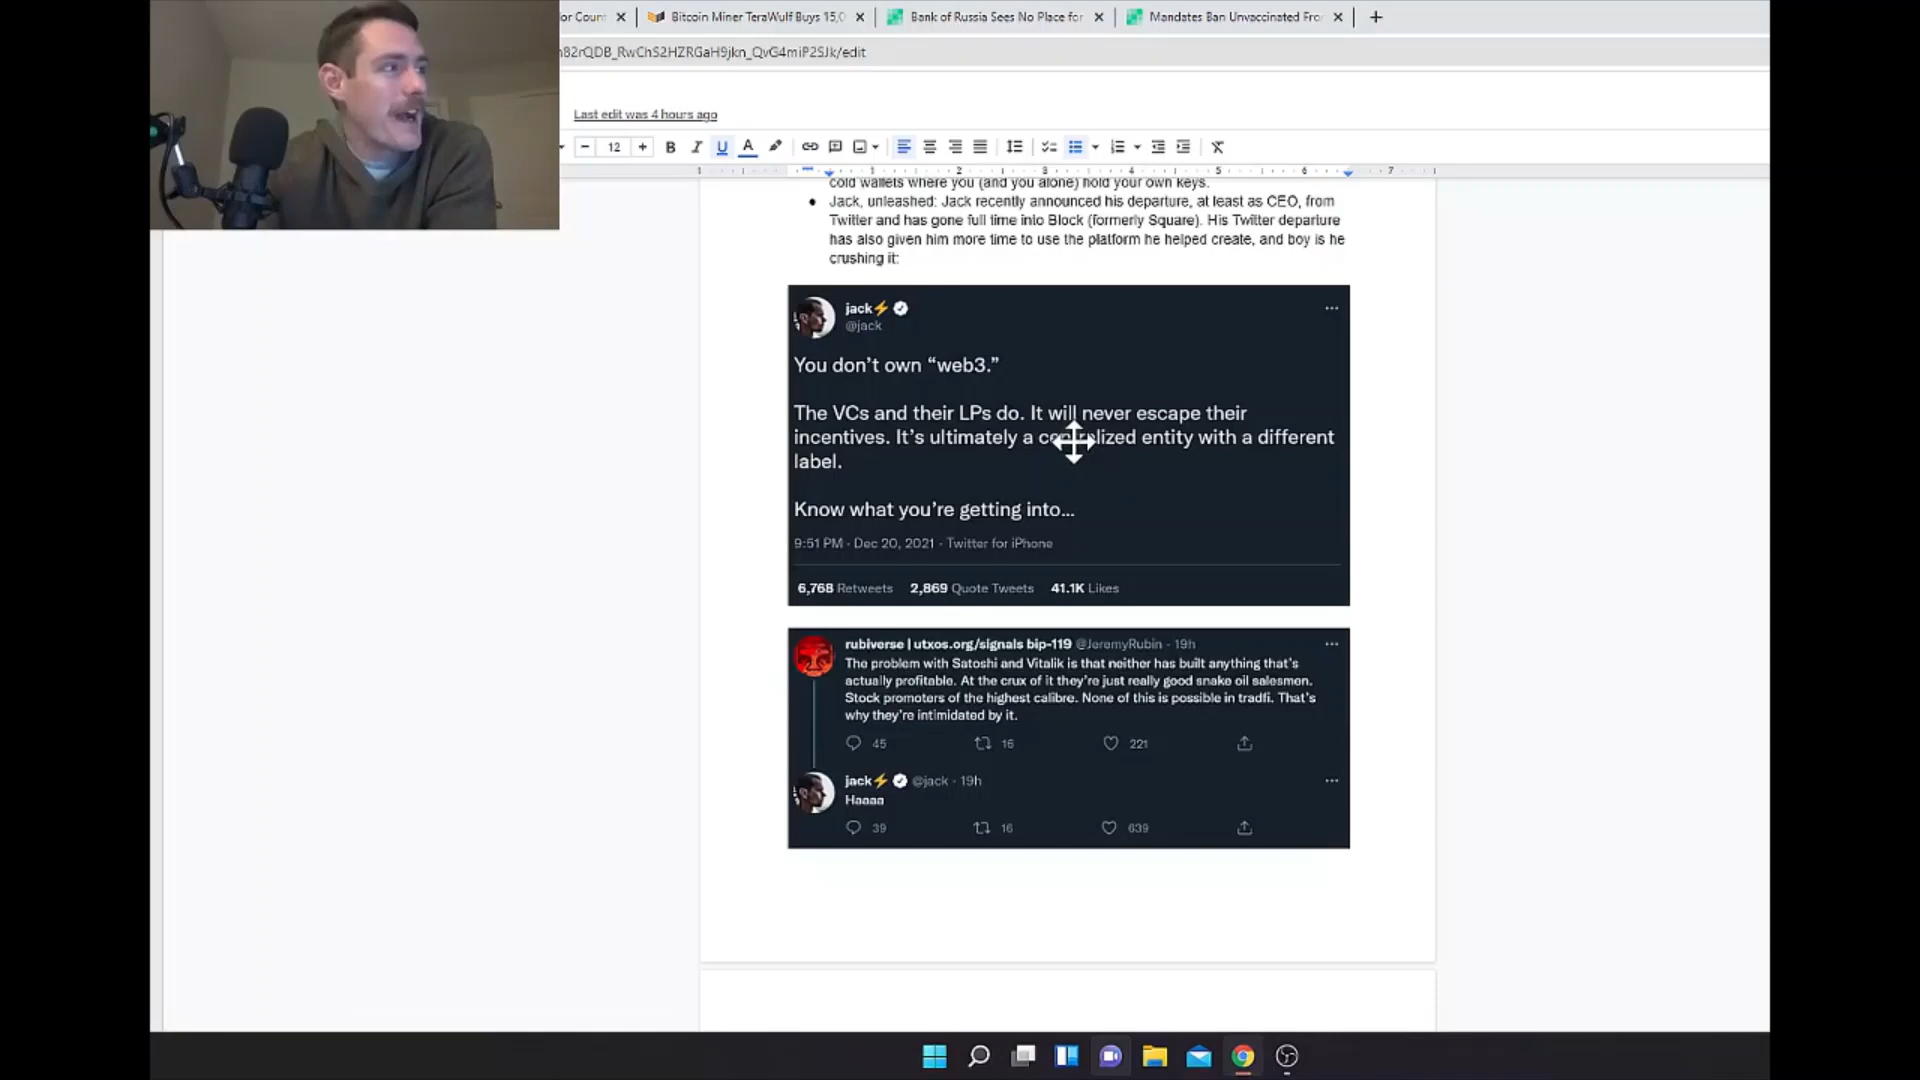 or Coun
Bitcoin Miner TeraWulf Buys 15,0
Bank of Russia Sees No Place for
Mandates Ban Unvaccinated Fro
n82rQDB_RwChS2HZRGaH9jkn_QvG4miP2SJk/edit
Last edit was 4 hours ago
12
cold wallets where you (and you alone) hold your own keys.
● Jack, unleashed: Jack recently announced his departure, at least as CEO, from
Twitter and has gone full time into Block (formerly Square). His Twitter departure
has also given him more time to use the platform he helped create, and boy is he
crushing it:
jack⚡
@jack
You don’t own “web3.”
The VCs and their LPs do. It will never escape their
incentives. It’s ultimately a centralized entity with a different
label.
Know what you’re getting into...
9:51 PM · Dec 20, 2021 · Twitter for iPhone
6,768 Retweets 2,869 Quote Tweets 41.1K Likes
rubiverse | utxos.org/signals bip-119 @JeremyRubin · 19h
The problem with Satoshi and Vitalik is that neither has built anything that’s
actually profitable. At the crux of it they’re just really good snake oil salesmen.
Stock promoters of the highest calibre. None of this is possible in tradfi. That’s
why they’re intimidated by it.
45 16 221
jack⚡ @jack · 19h
Haaaa
39 16 639